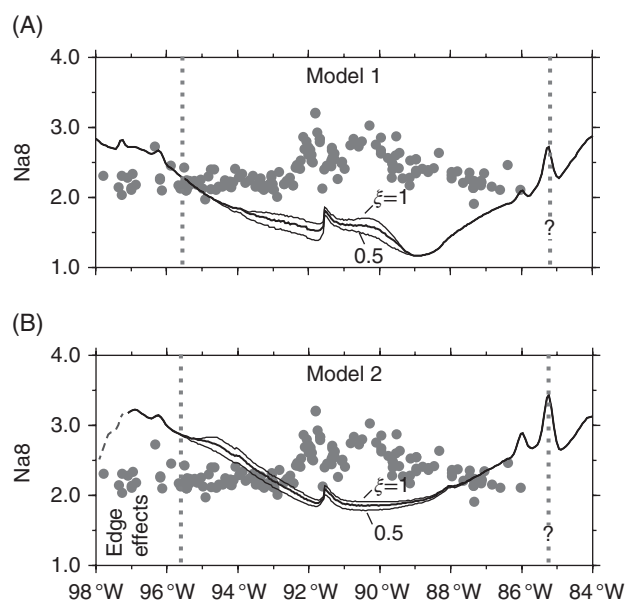 (A)
4.0
Model 1
3.0
Na8
2.0
ξ=1
0.5
?
1.0
(B)
4.0
Model 2
3.0
Na8
2.0
ξ=1
0.5
Edge
effects
?
1.0
98°W 96°W 94°W 92°W 90°W 88°W 86°W 84°W